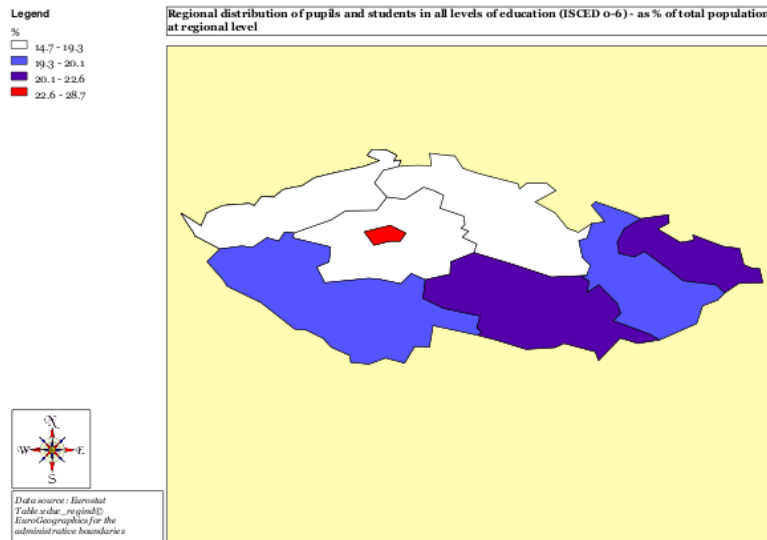 Legend
%
14.7 - 19.3
19.3 - 20.1
20.1 - 22.6
22.6 - 28.7
Regional distribution of pupils and students in all levels of education (ISCED 0-6) - as % of total population
at regional level
N
W E
S
Data source: Eurostat
Table :educ_regind©
EuroGeographics for the
administrative boundaries